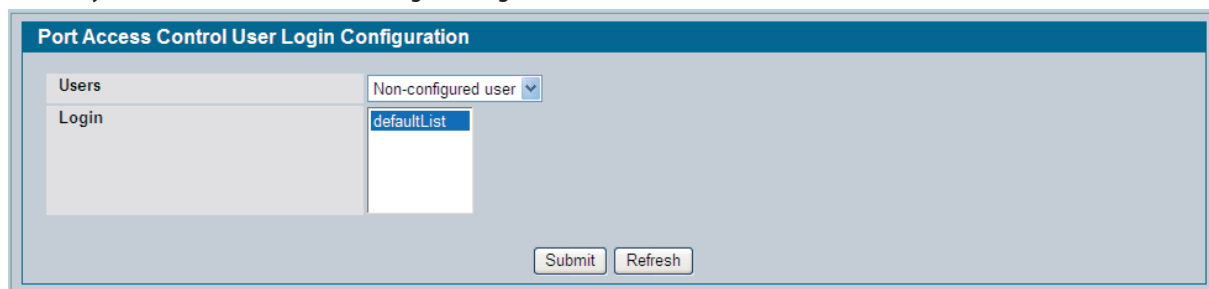 Port Access Control User Login Configuration
Users
Non-configured user
Login
defaultList
Submit Refresh